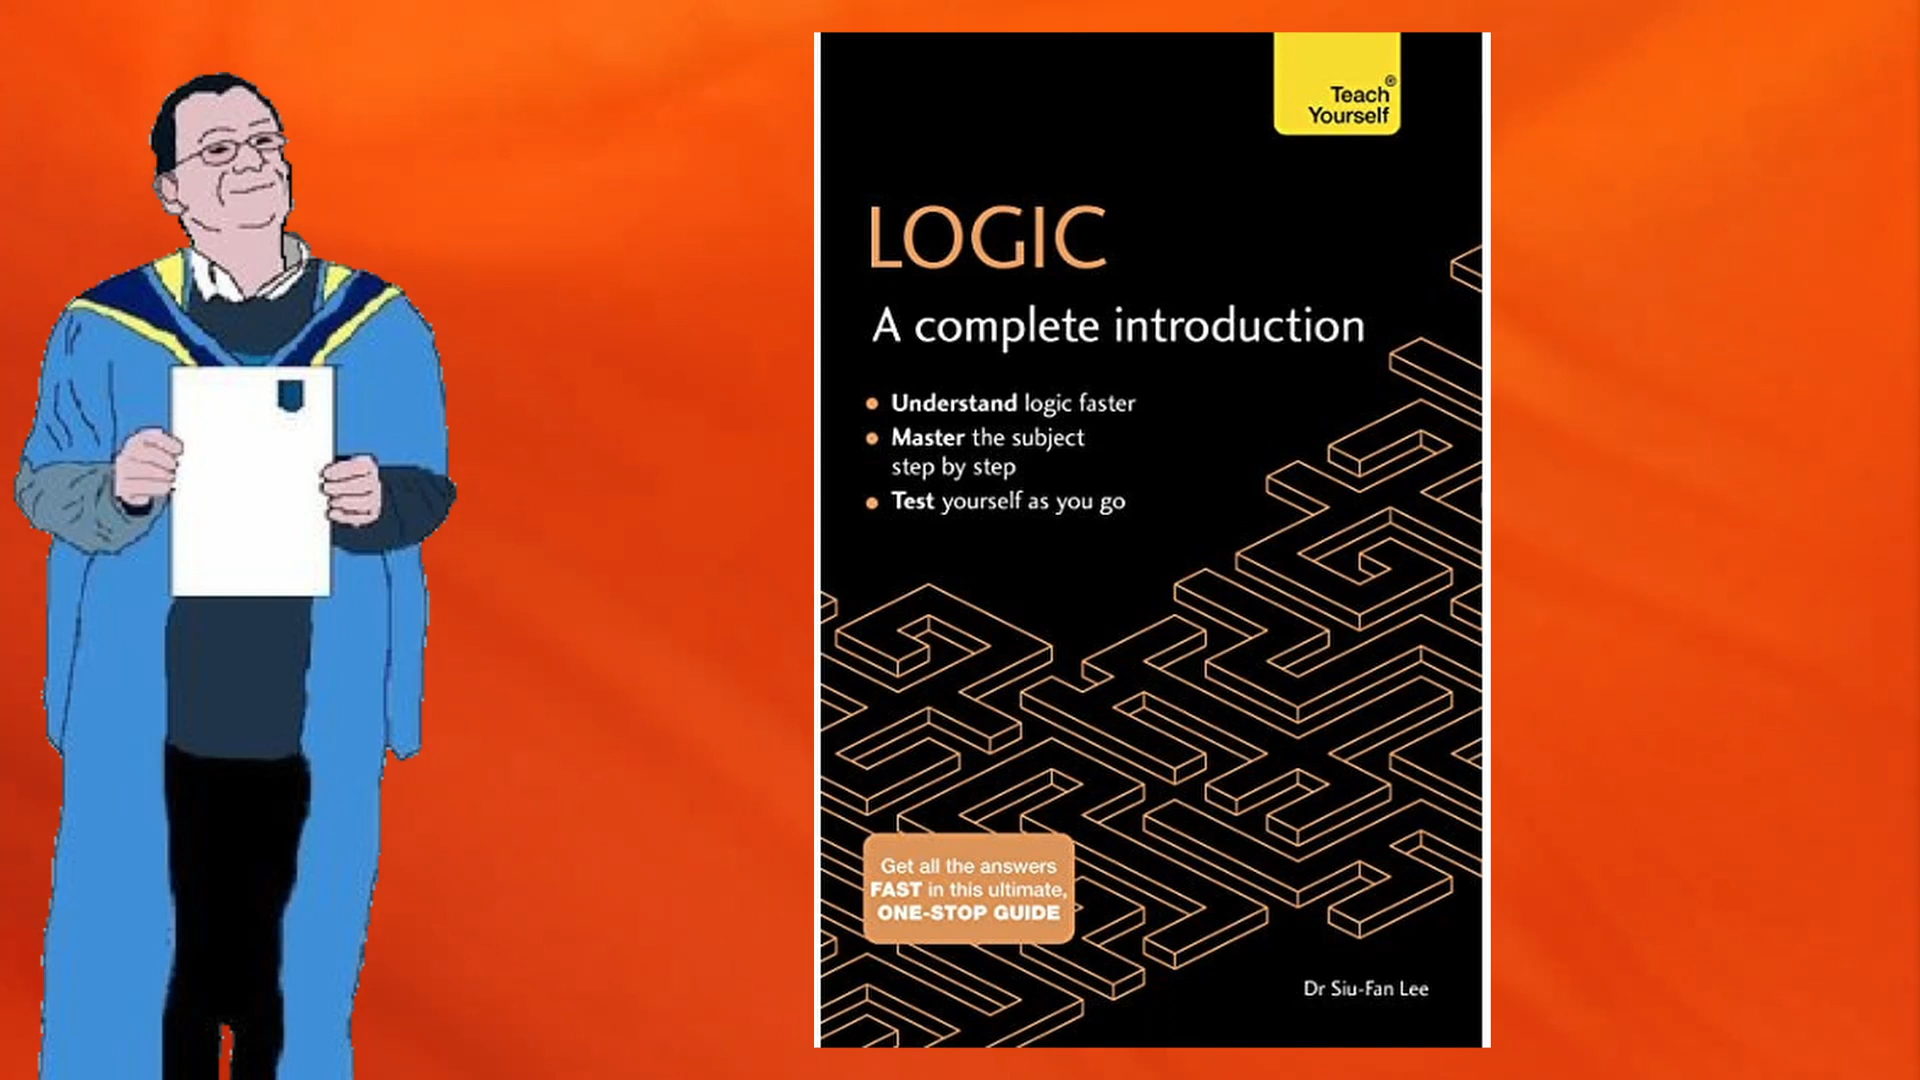 Teach®
Yourself
LOGIC
A complete introduction
Understand logic faster
Master the subject
step by step
Test yourself as you go
Get all the answers
FAST in this ultimate,
ONE-STOP GUIDE
Dr Siu-Fan Lee